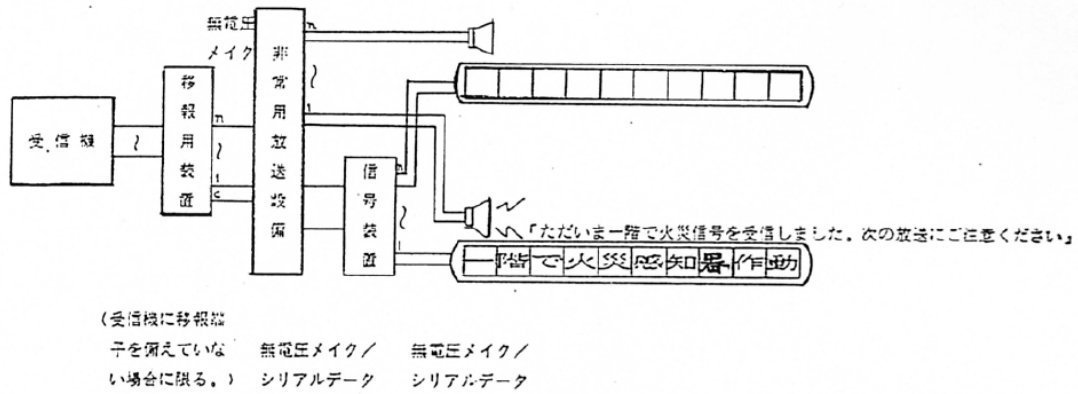 無電圧
メイク
受信機
移報用装置
非常用放送設備
信号装置
n
n
1
n
1
c
1
「ただいま一階で火災信号を受信しました。次の放送にご注意ください」
一階で火災感知器作動
(受信機に移報端
子を備えていな
い場合に限る。)
無電圧メイク/
シリアルデータ
無電圧メイク/
シリアルデータ